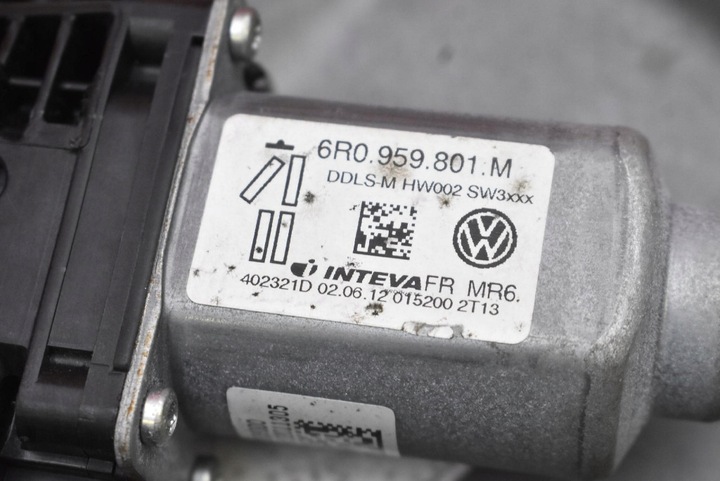 6R0.959.801.M
DDLS-M HW002 SW3xxx
INTEVA FR MR6.
402321D 02.06.12 015200 2T13